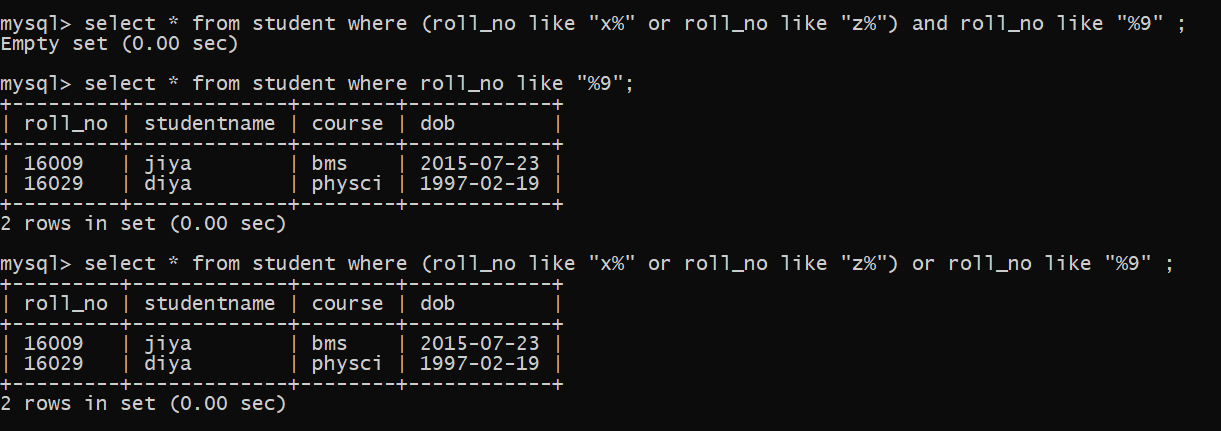 mysql> select * from student where (roll_no like "x%" or roll_no like "z%") and roll_no like "%9" ;
Empty set (0.00 sec)
mysql> select * from student where roll_no like "%9";
+---------+-------------+--------+------------+
| roll_no | studentname | course | dob        |
+---------+-------------+--------+------------+
| 16009   | jiya        | bms    | 2015-07-23 |
| 16029   | diya        | physci | 1997-02-19 |
+---------+-------------+--------+------------+
2 rows in set (0.00 sec)
mysql> select * from student where (roll_no like "x%" or roll_no like "z%") or roll_no like "%9" ;
+---------+-------------+--------+------------+
| roll_no | studentname | course | dob        |
+---------+-------------+--------+------------+
| 16009   | jiya        | bms    | 2015-07-23 |
| 16029   | diya        | physci | 1997-02-19 |
+---------+-------------+--------+------------+
2 rows in set (0.00 sec)